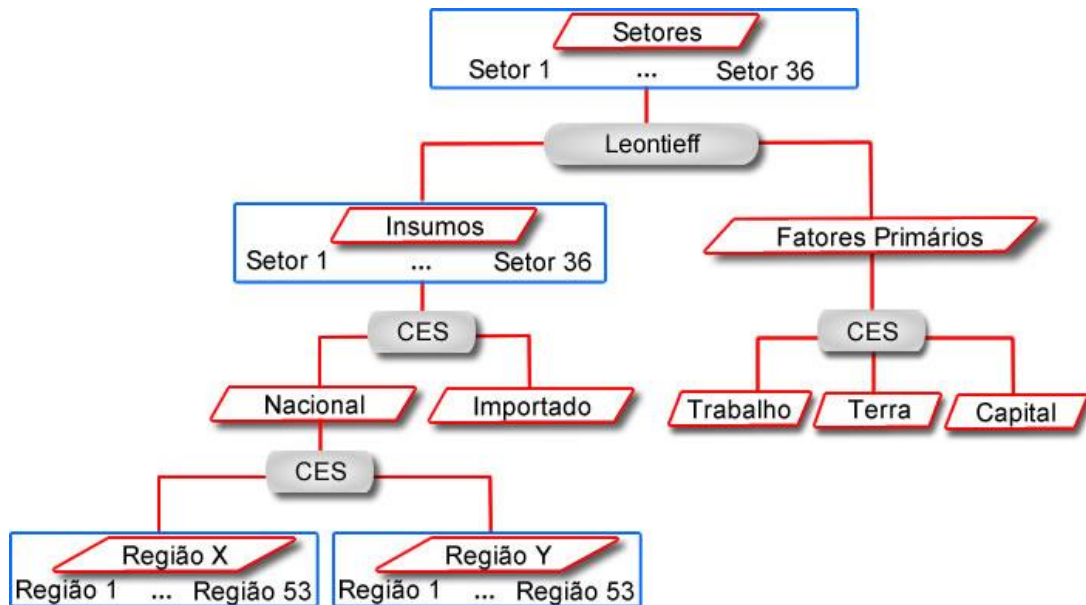 Setores
Setor 1 ... Setor 36
Leontieff
Insumos
Setor 1 ... Setor 36
Fatores Primários
CES
CES
Nacional
Importado
Trabalho
Terra
Capital
CES
Região X
Região 1 ... Região 53
Região Y
Região 1 ... Região 53